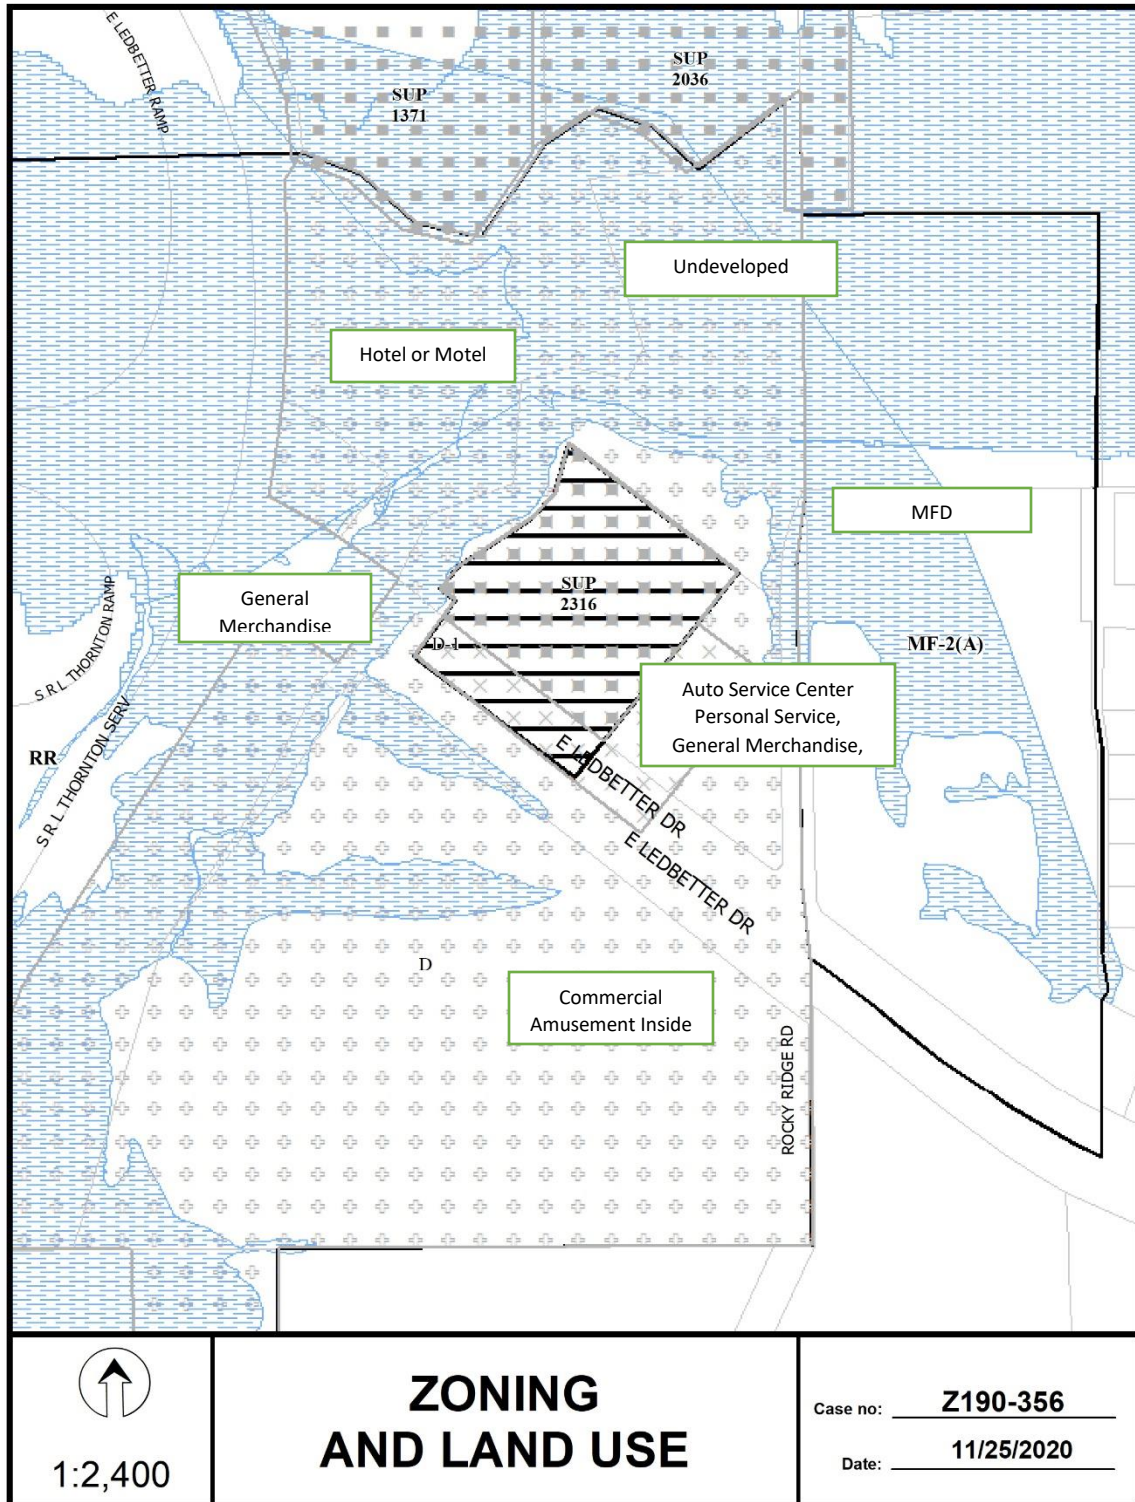 E LEDBETTER RAMP
SUP
2036
SUP
1371
Undeveloped
Hotel or Motel
MFD
SUP
2316
General
Merchandise
S R L THORNTON RAMP
D-1
MF-2(A)
Auto Service Center
Personal Service,
General Merchandise,
RR
S R L THORNTON SERV
E LEDBETTER DR
E LEDBETTER DR
D
Commercial
Amusement Inside
ROCKY RIDGE RD
1:2,400
ZONING
AND LAND USE
Case no: Z190-356
Date: 11/25/2020